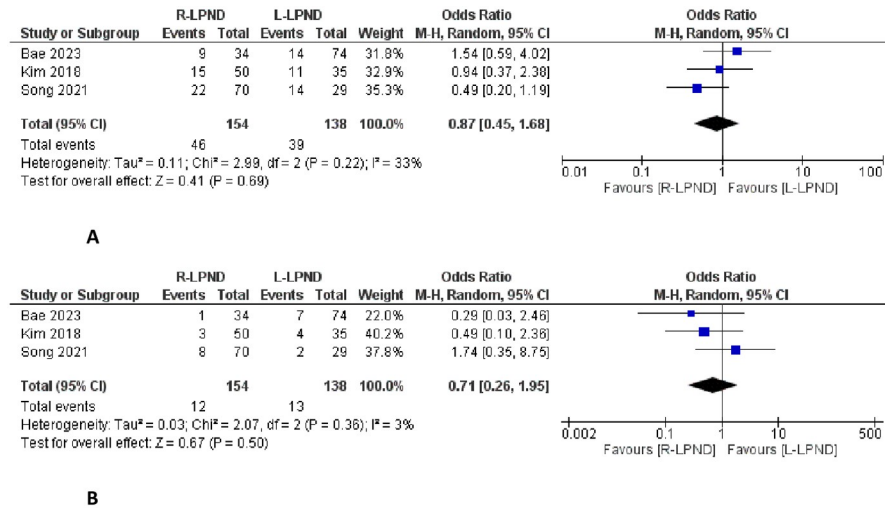 R-LPND L-LPND Odds Ratio Odds Ratio
Study or Subgroup Events Total Events Total Weight M-H, Random, 95% CI M-H, Random, 95% CI
Bae 2023 9 34 14 74 31.8% 1.54 [0.59, 4.02]
Kim 2018 15 50 11 35 32.9% 0.94 [0.37, 2.38]
Song 2021 22 70 14 29 35.3% 0.49 [0.20, 1.19]
Total (95% CI) 154 138 100.0% 0.87 [0.45, 1.68]
Total events 46 39
Heterogeneity: Tau² = 0.11; Chi² = 2.99, df = 2 (P = 0.22); I² = 33%
Test for overall effect: Z = 0.41 (P = 0.69)
0.01 0.1 1 10 100
Favours [R-LPND] Favours [L-LPND]
A
R-LPND L-LPND Odds Ratio Odds Ratio
Study or Subgroup Events Total Events Total Weight M-H, Random, 95% CI M-H, Random, 95% CI
Bae 2023 1 34 7 74 22.0% 0.29 [0.03, 2.46]
Kim 2018 3 50 4 35 40.2% 0.49 [0.10, 2.36]
Song 2021 8 70 2 29 37.8% 1.74 [0.35, 8.75]
Total (95% CI) 154 138 100.0% 0.71 [0.26, 1.95]
Total events 12 13
Heterogeneity: Tau² = 0.03; Chi² = 2.07, df = 2 (P = 0.36); I² = 3%
Test for overall effect: Z = 0.67 (P = 0.50)
0.002 0.1 1 10 500
Favours [R-LPND] Favours [L-LPND]
B